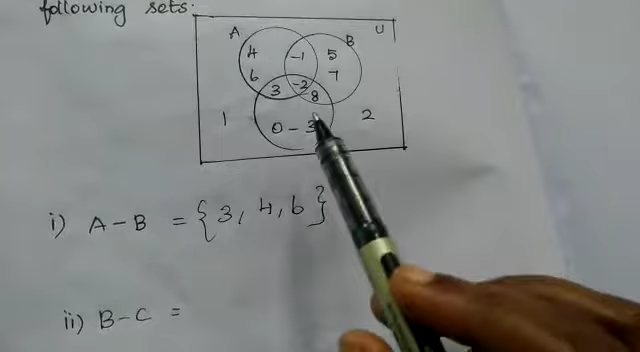 following sets.
A
B
U
4
-1
5
6
7
3
-2
8
1
2
0 -3
i) A-B = {3, 4, 6}
ii) B-C =